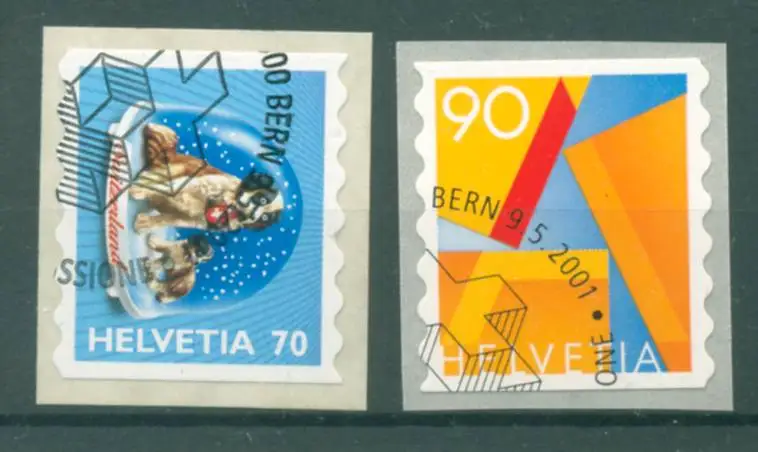 00 BERN
Switzerland
SSIONE
HELVETIA 70
90
BERN 9.5.2001 •
ONE
HELVETIA